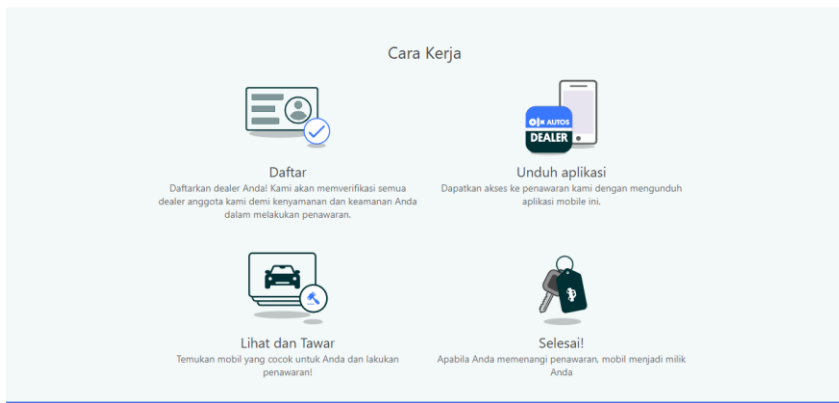 Cara Kerja
OLX AUTOS
DEALER
Daftar
Daftarkan dealer Anda! Kami akan memverifikasi semua
dealer anggota kami demi kenyamanan dan keamanan Anda
dalam melakukan penawaran.
Unduh aplikasi
Dapatkan akses ke penawaran kami dengan mengunduh
aplikasi mobile ini.
Lihat dan Tawar
Temukan mobil yang cocok untuk Anda dan lakukan
penawaran!
Selesai!
Apabila Anda memenangi penawaran, mobil menjadi milik
Anda